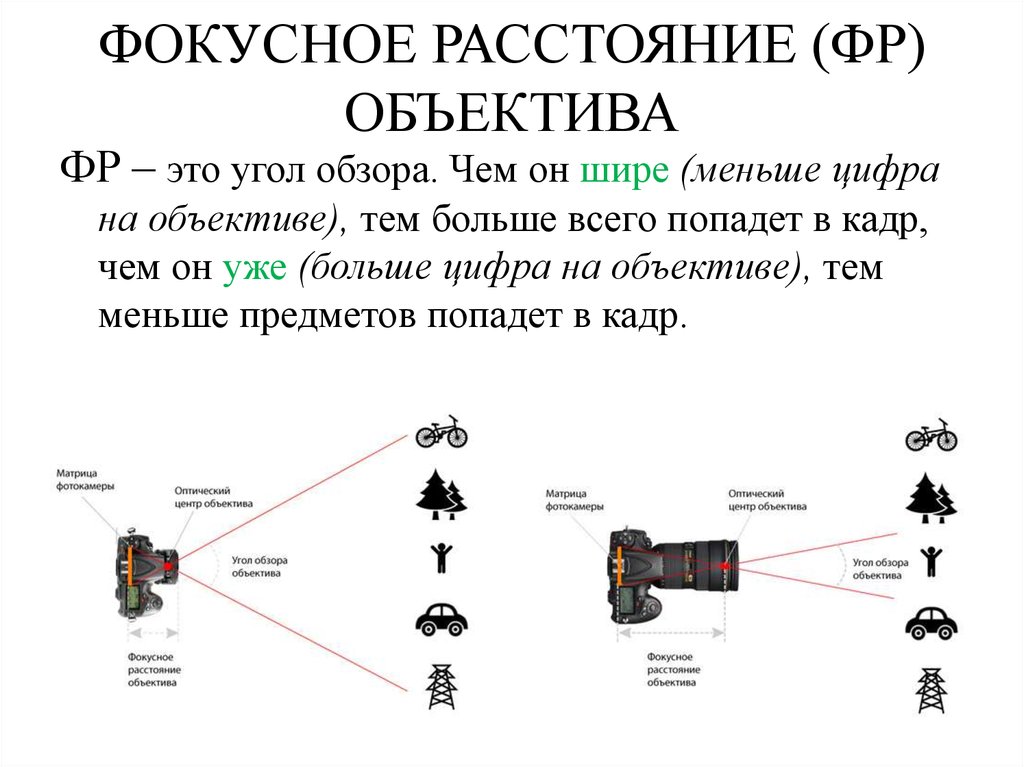 ФОКУСНОЕ РАССТОЯНИЕ (ФР)
ОБЪЕКТИВА
ФР – это угол обзора. Чем он шире (меньше цифра
на объективе), тем больше всего попадет в кадр,
чем он уже (больше цифра на объективе), тем
меньше предметов попадет в кадр.
Матрица
фотокамеры
Оптический
центр объектива
Угол обзора
объектива
Фокусное
расстояние
объектива
Матрица
фотокамеры
Оптический
центр объектива
Угол обзора
объектива
Фокусное
расстояние
объектива